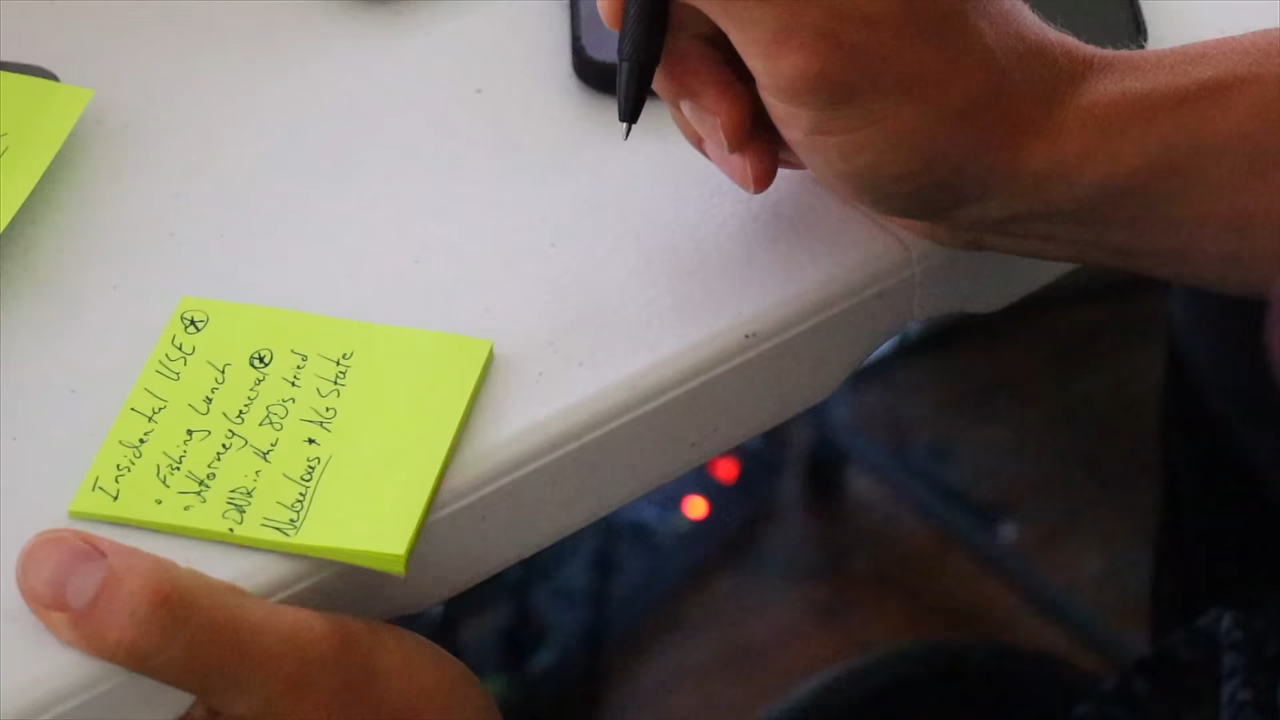 Insidental USE
• Fishing Lunch
• Attorney General
• DNR in the 80's tried
Nebulous * AG State